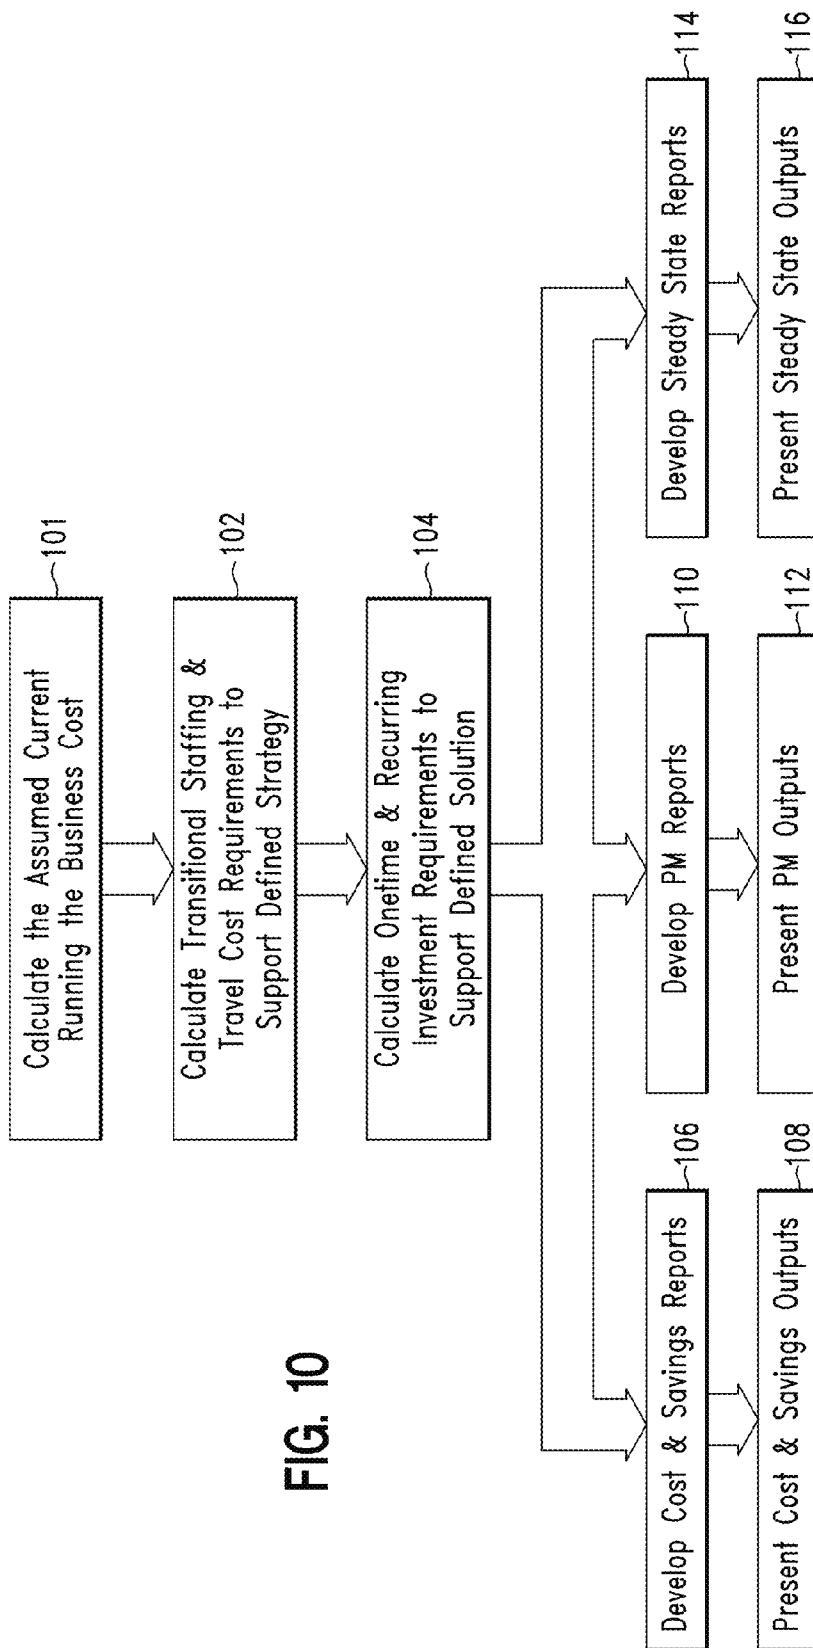 Calculate the Assumed Current
Running the Business Cost
101
Calculate Transitional Staffing &
Travel Cost Requirements to
Support Defined Strategy
102
Calculate Onetime & Recurring
Investment Requirements to
Support Defined Solution
104
FIG. 10
Develop Cost & Savings Reports
106
Develop PM Reports
110
Develop Steady State Reports
114
Present Cost & Savings Outputs
108
Present PM Outputs
112
Present Steady State Outputs
116